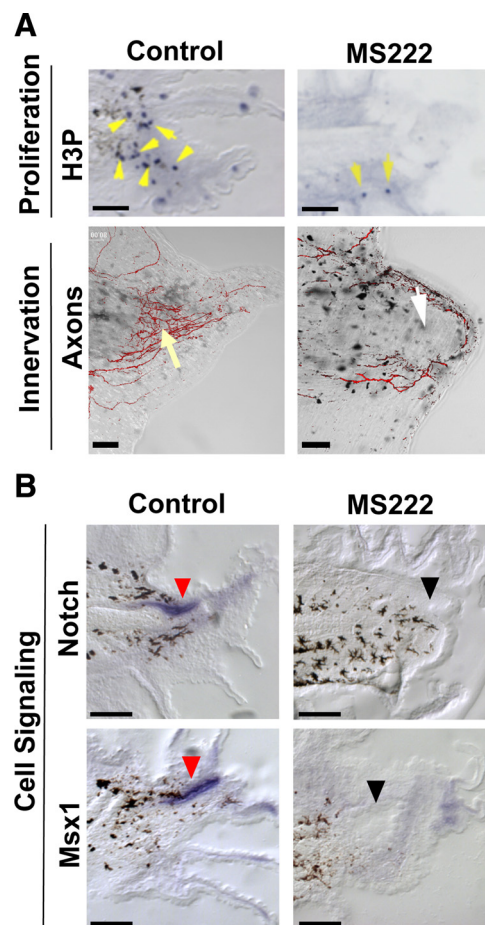 A
Control MS222
Proliferation
H3P
Innervation
Axons
B
Control MS222
Cell Signaling
Notch
Msx1